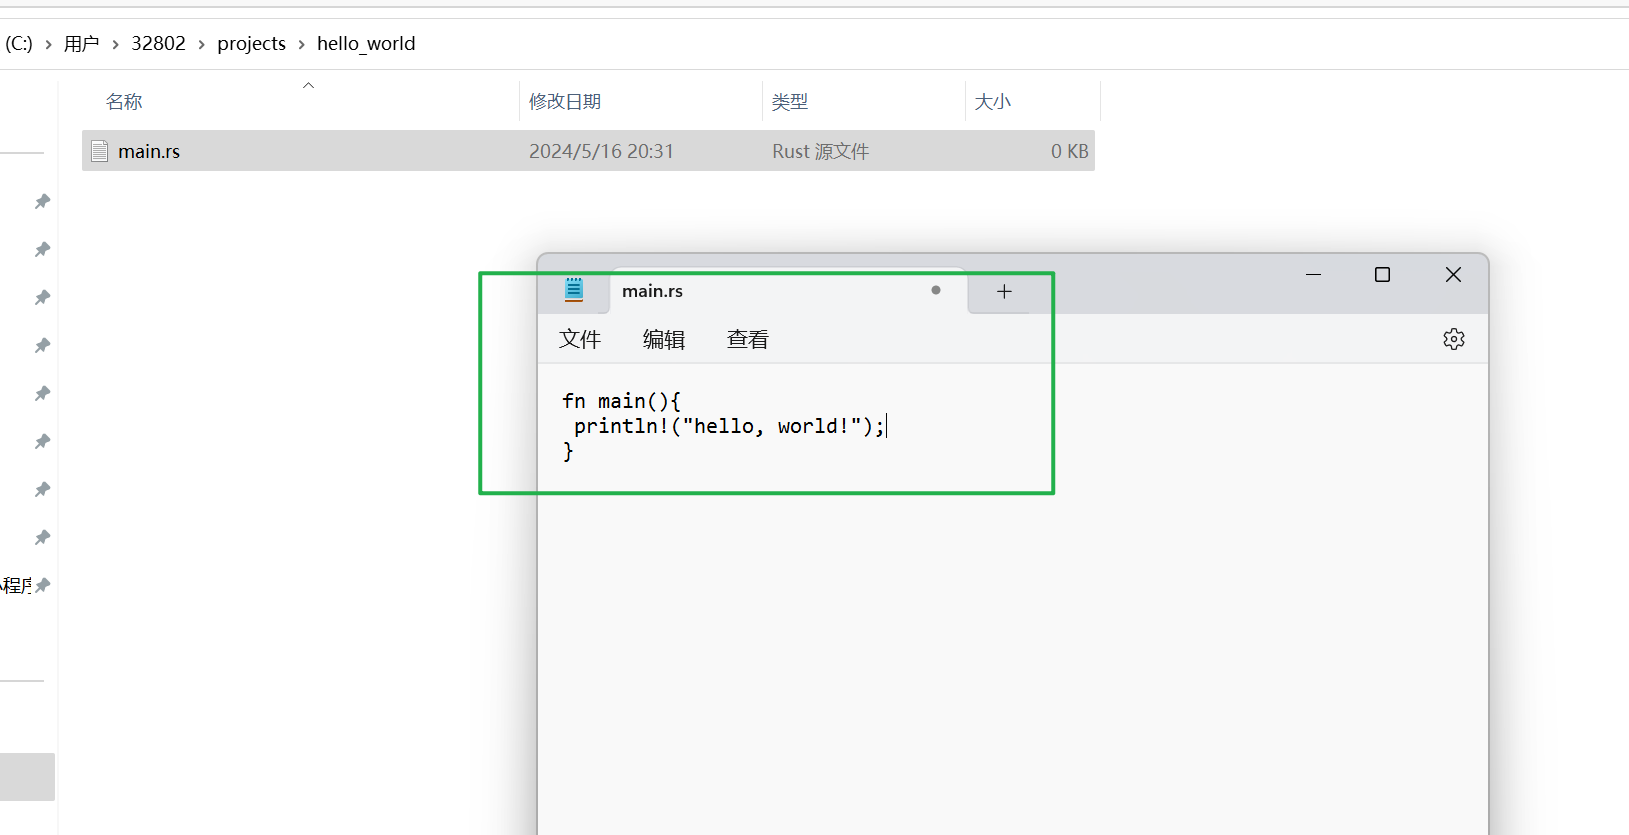 (C:) > 用户 > 32802 > projects > hello_world
名称 修改日期 类型 大小
main.rs 2024/5/16 20:31 Rust 源文件 0 KB
main.rs
文件 编辑 查看
fn main(){
println!("hello, world!");
}
程序